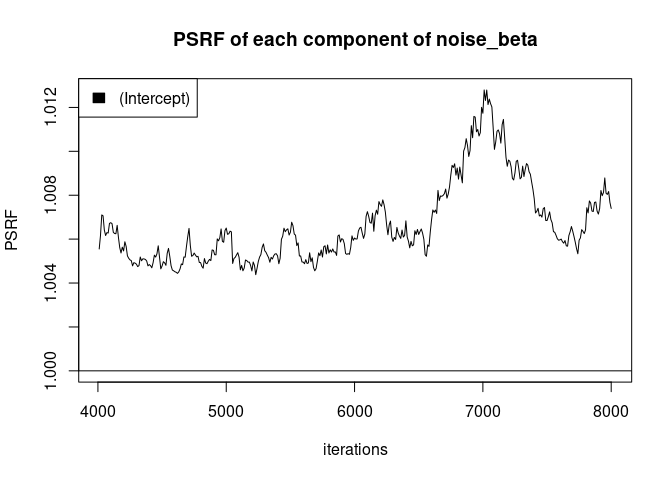 PSRF of each component of noise_beta
(Intercept)
1.012
1.008
1.004
1.000
PSRF
4000 5000 6000 7000 8000
iterations